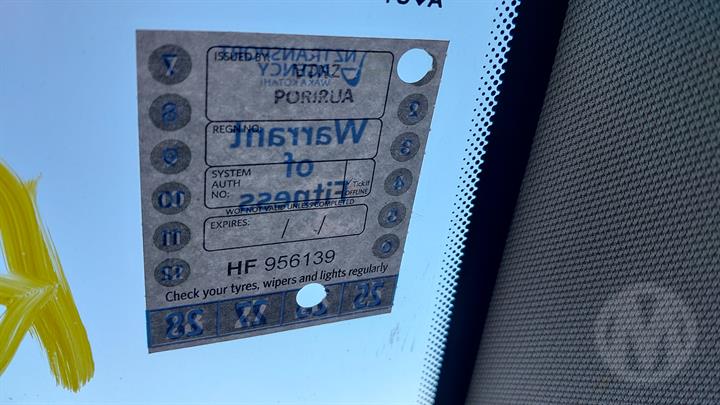 ISSUED BY:
NZ TRANSPORT
AGENCY
WAKA KOTAHI
VTNZ
PORIRUA
REGN NO:
Warrant
of
Fitness
SYSTEM
AUTH
NO:
✓ Tick if
OFFLINE
WOF NOT VALID UNLESS COMPLETED
EXPIRES: / /
HF 956139
Check your tyres, wipers and lights regularly
7
8
9
10
11
12
2
3
4
5
6
28
27
25